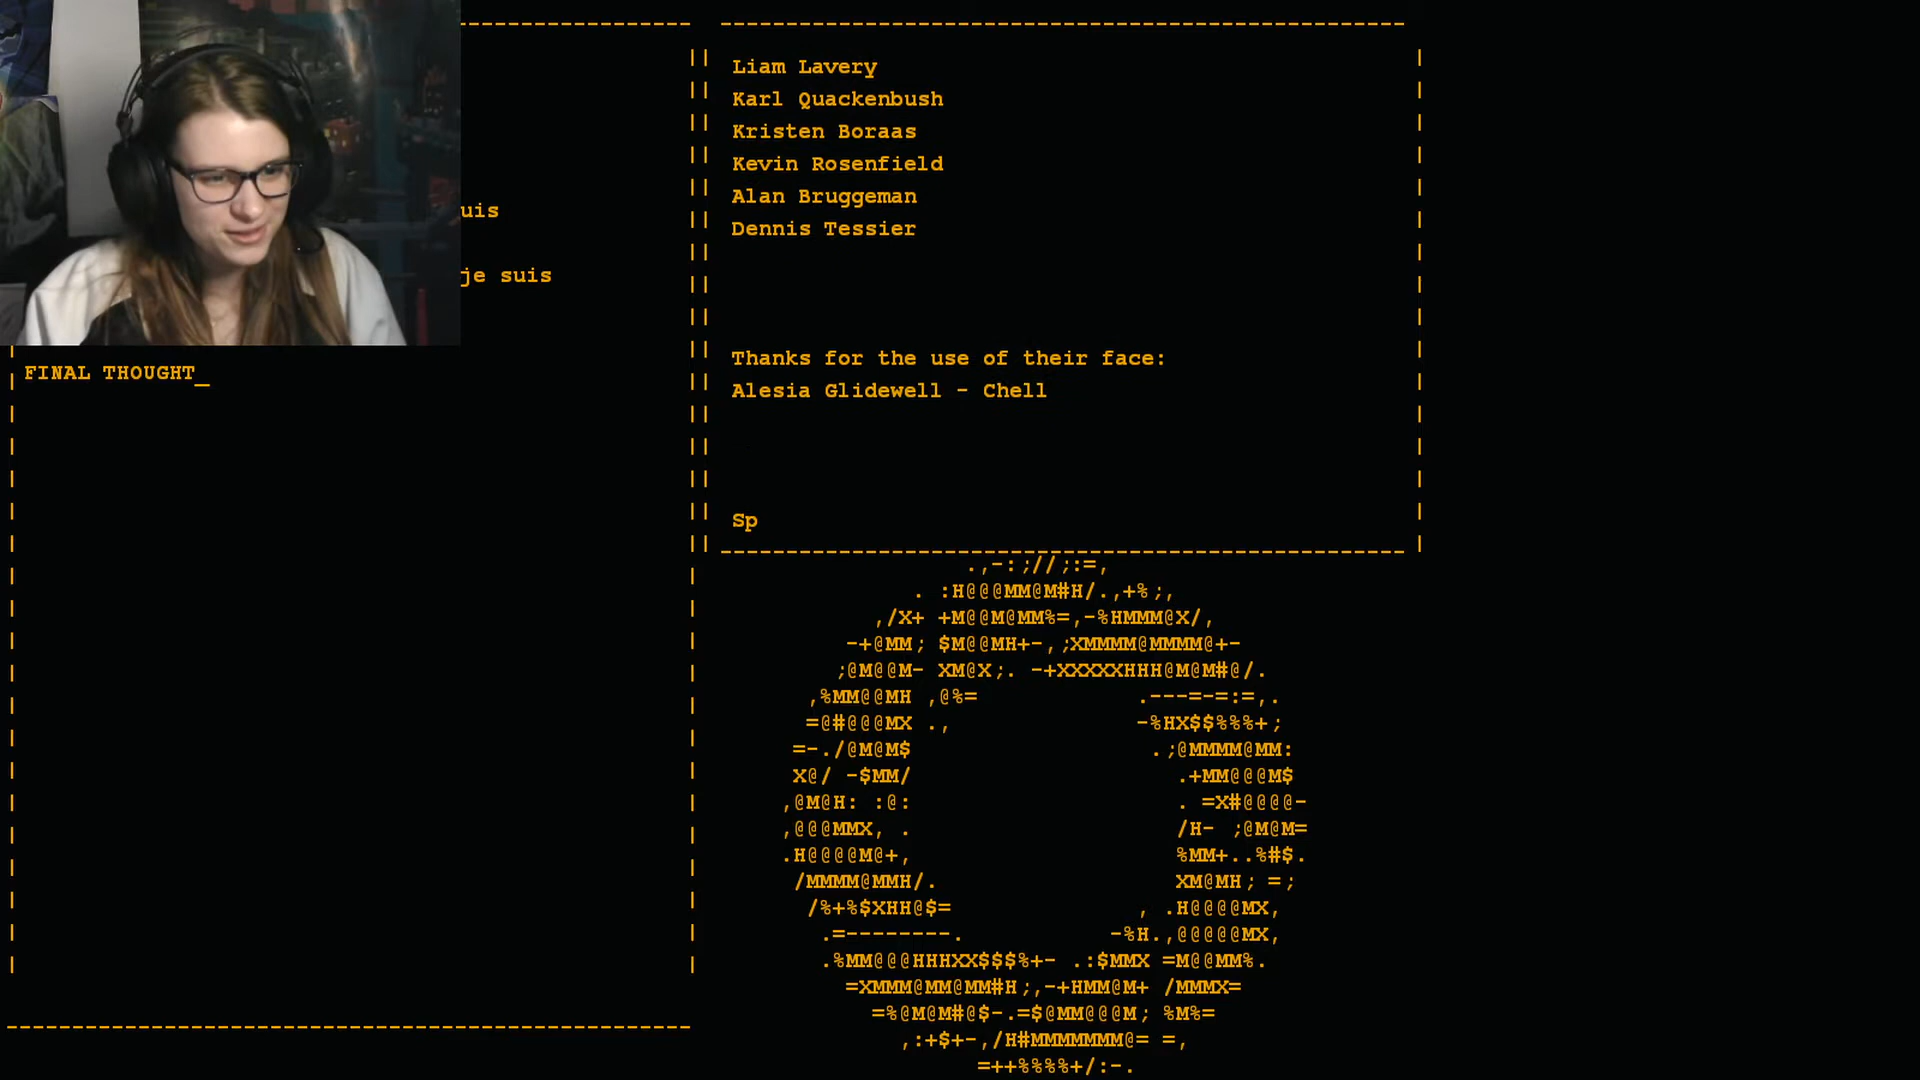 uis
je suis
FINAL THOUGHT_
Liam Lavery
Karl Quackenbush
Kristen Boraas
Kevin Rosenfield
Alan Bruggeman
Dennis Tessier
Thanks for the use of their face:
Alesia Glidewell - Chell
Sp